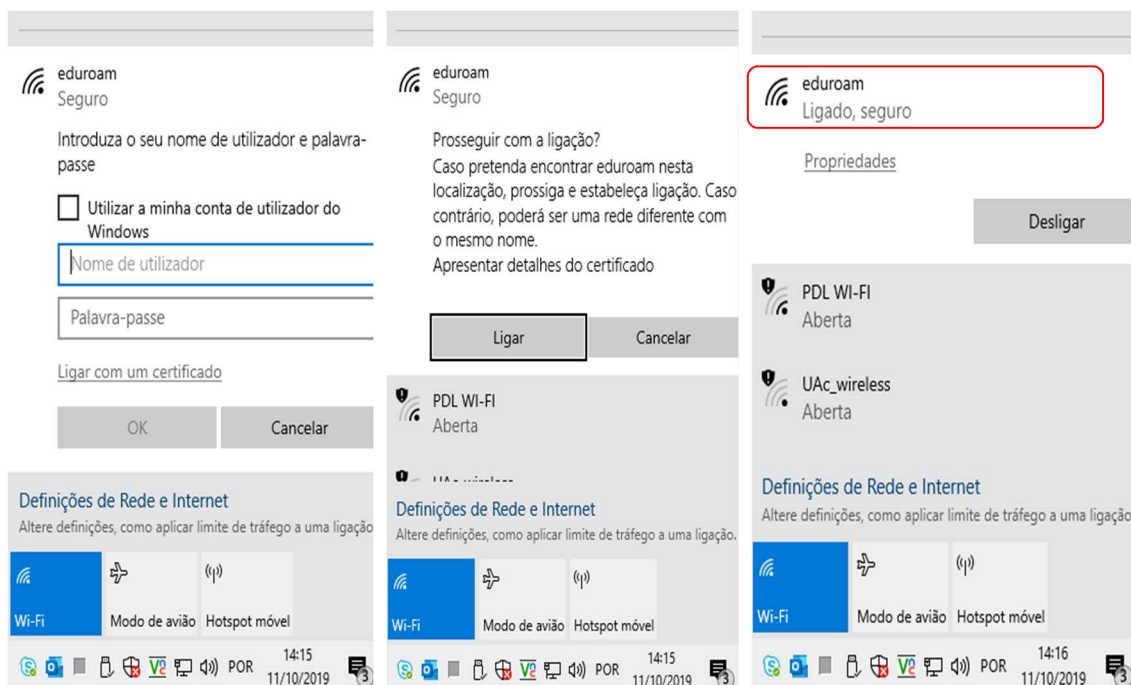 eduroam
Seguro
Introduza o seu nome de utilizador e palavra-
passe
Utilizar a minha conta de utilizador do
Windows
Nome de utilizador
Palavra-passe
Ligar com um certificado
OK
Cancelar
Definições de Rede e Internet
Altere definições, como aplicar limite de tráfego a uma ligação
Wi-Fi
Modo de avião
Hotspot móvel
POR
14:15
11/10/2019
3
eduroam
Seguro
Prosseguir com a ligação?
Caso pretenda encontrar eduroam nesta
localização, prossiga e estabeleça ligação. Caso
contrário, poderá ser uma rede diferente com
o mesmo nome.
Apresentar detalhes do certificado
Ligar
Cancelar
PDL WI-FI
Aberta
Definições de Rede e Internet
Altere definições, como aplicar limite de tráfego a uma ligação.
Wi-Fi
Modo de avião
Hotspot móvel
POR
14:15
11/10/2019
3
eduroam
Ligado, seguro
Propriedades
Desligar
PDL WI-FI
Aberta
UAc_wireless
Aberta
Definições de Rede e Internet
Altere definições, como aplicar limite de tráfego a uma ligação
Wi-Fi
Modo de avião
Hotspot móvel
POR
14:16
11/10/2019
3